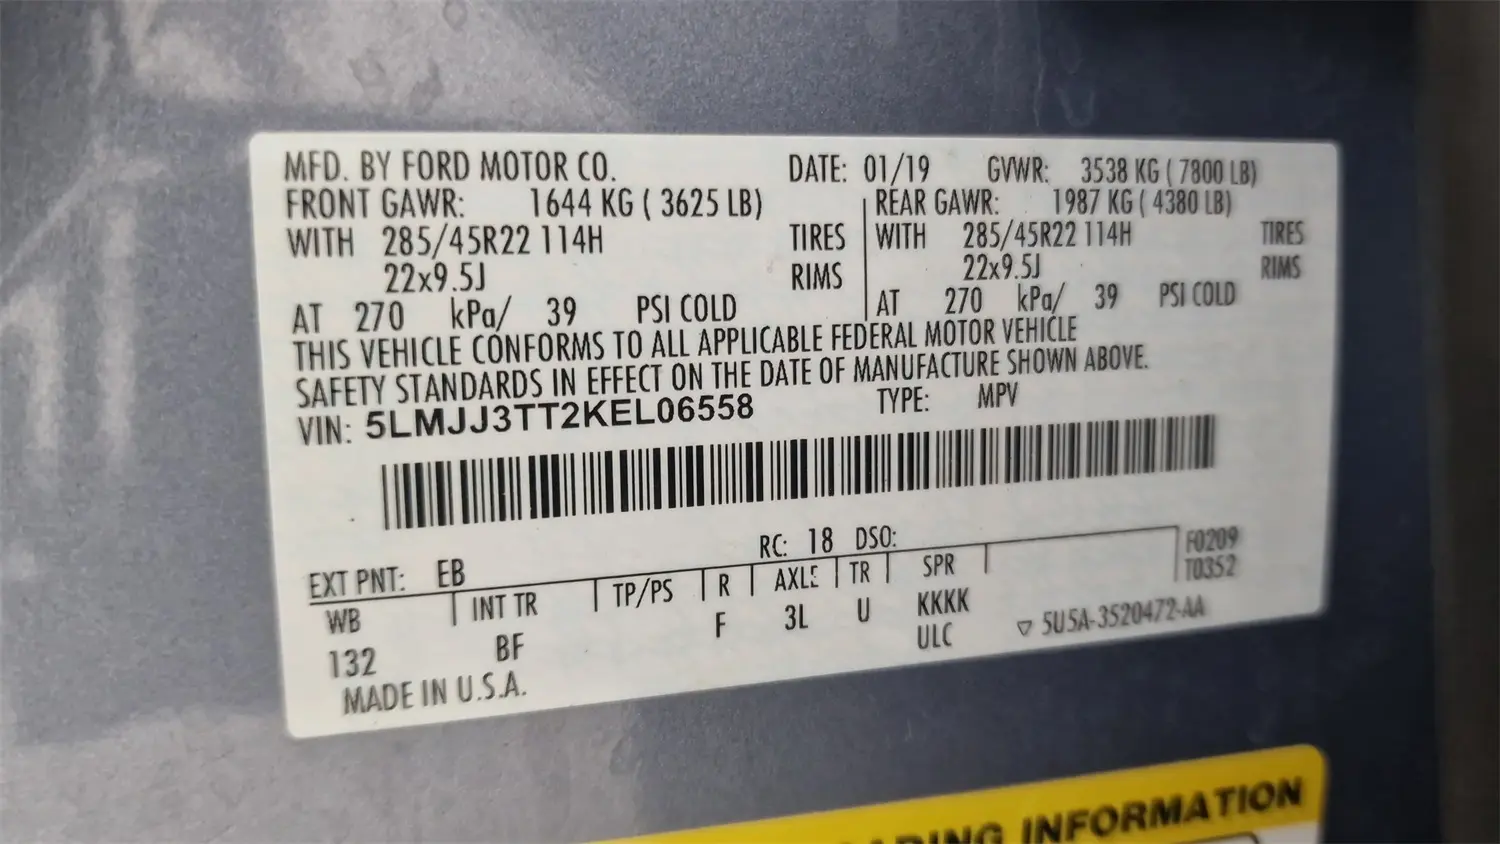 MFD. BY FORD MOTOR CO. DATE: 01/19 GVWR: 3538 KG ( 7800 LB)
FRONT GAWR: 1644 KG ( 3625 LB) REAR GAWR: 1987 KG ( 4380 LB)
WITH 285/45R22 114H TIRES WITH 285/45R22 114H TIRES
22x9.5J RIMS 22x9.5J RIMS
AT 270 kPa/ 39 PSI COLD AT 270 kPa/ 39 PSI COLD
THIS VEHICLE CONFORMS TO ALL APPLICABLE FEDERAL MOTOR VEHICLE
SAFETY STANDARDS IN EFFECT ON THE DATE OF MANUFACTURE SHOWN ABOVE.
VIN: 5LMJJ3TT2KEL06558 TYPE: MPV
EXT PNT: EB RC: 18 DSO: F0209
T0352
WB INT TR TP/PS R AXLE TR SPR
132 BF F 3L U KKKK
ULC ▽ 5U5A-3520472-AA
MADE IN U.S.A.
INFORMATION